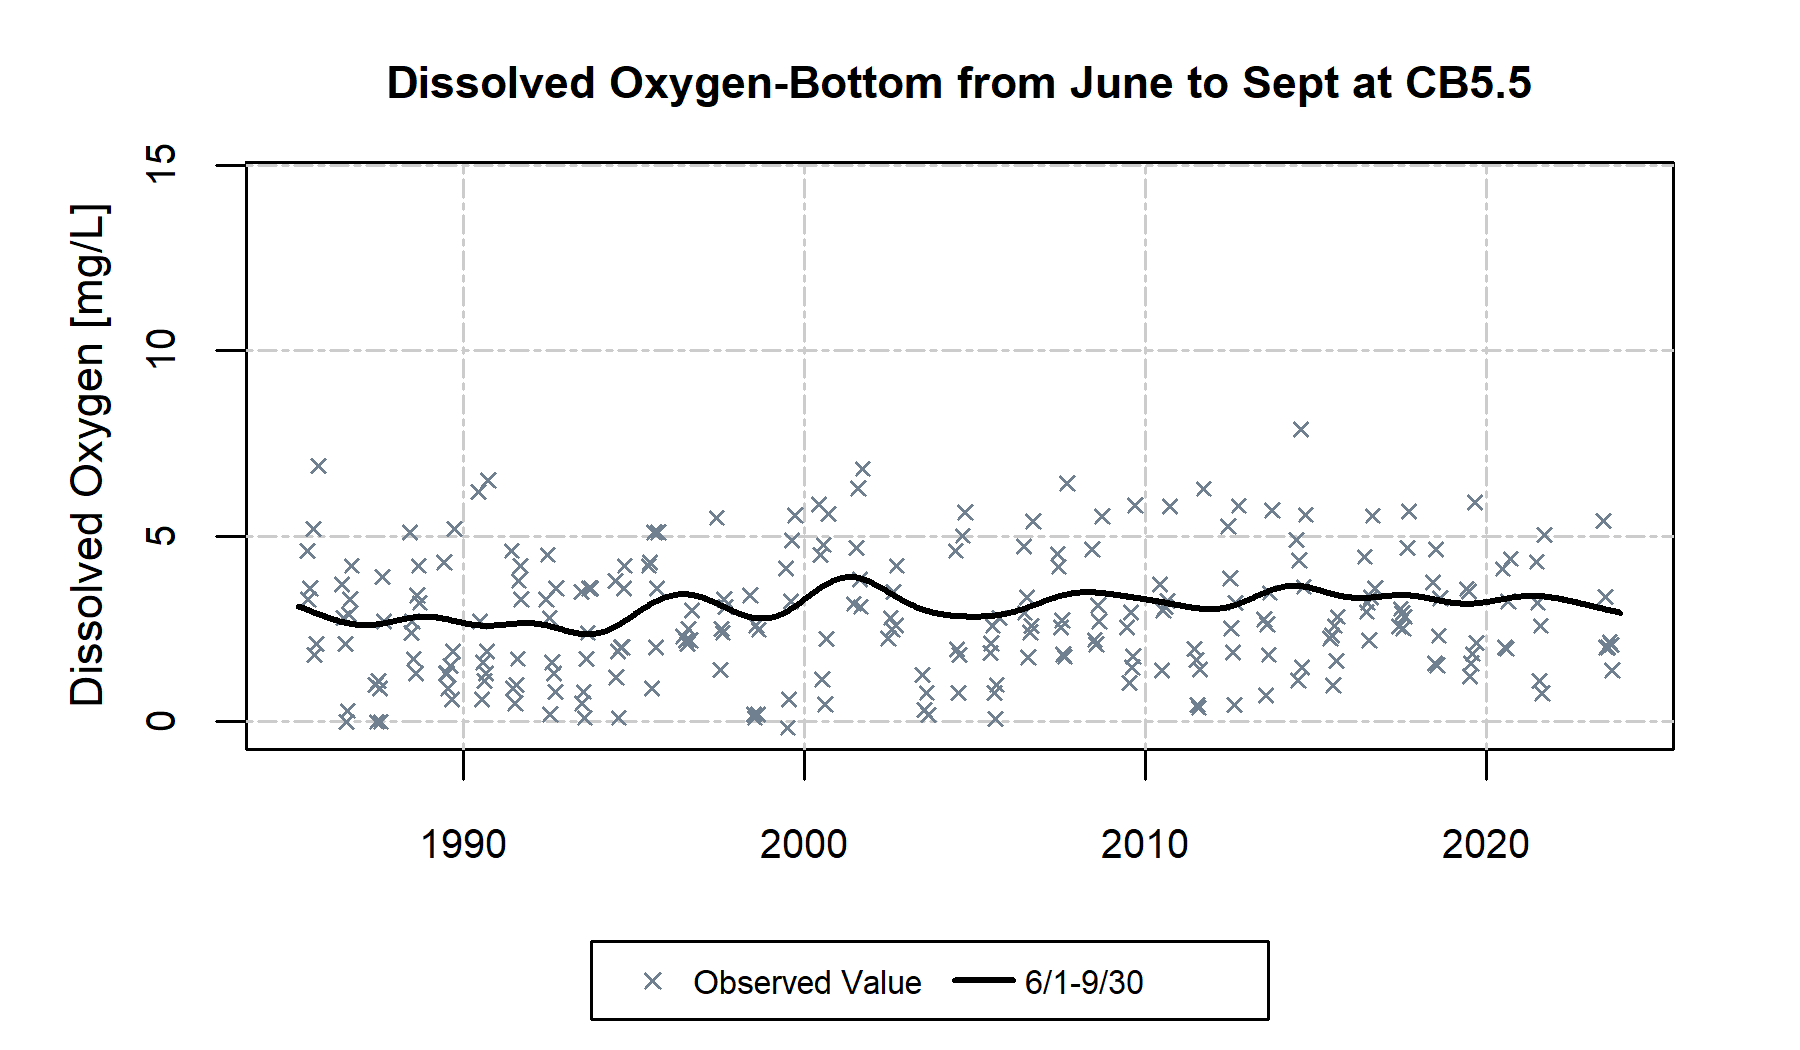 Dissolved Oxygen-Bottom from June to Sept at CB5.5
Dissolved Oxygen [mg/L]
15
10
5
0
1990 2000 2010 2020
Observed Value 6/1-9/30